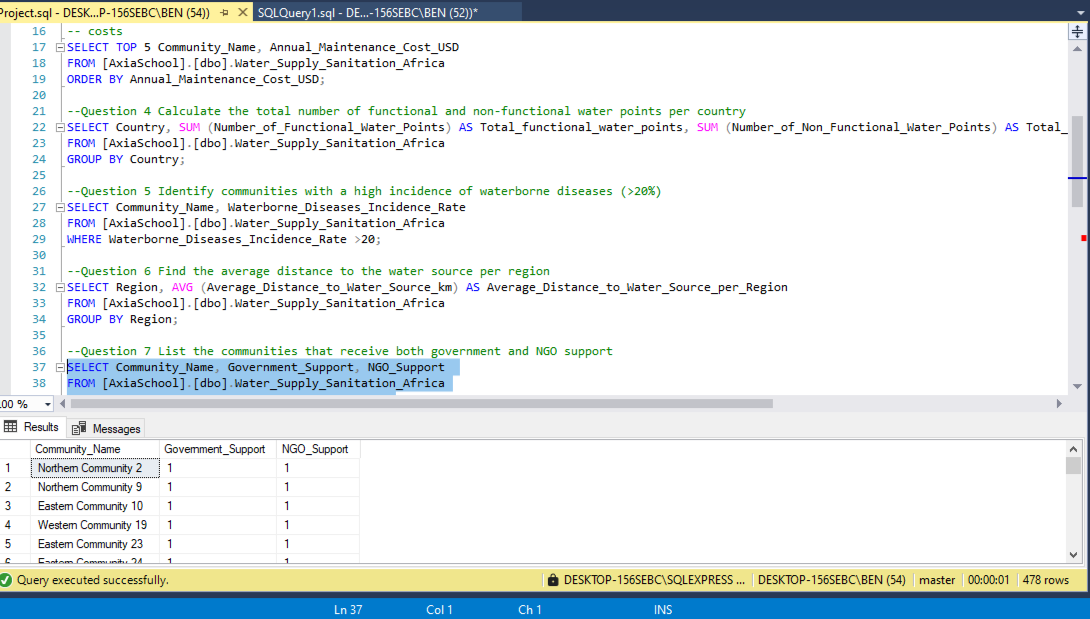 Project.sql - DESK...P-156SEBC\BEN (54))
SQLQuery1.sql - DE...-156SEBC\BEN (52))*
16 -- costs
17 SELECT TOP 5 Community_Name, Annual_Maintenance_Cost_USD
18 FROM [AxiaSchool].[dbo].Water_Supply_Sanitation_Africa
19 ORDER BY Annual_Maintenance_Cost_USD;
20
21 --Question 4 Calculate the total number of functional and non-functional water points per country
22 SELECT Country, SUM (Number_of_Functional_Water_Points) AS Total_functional_water_points, SUM (Number_of_Non_Functional_Water_Points) AS Total_
23 FROM [AxiaSchool].[dbo].Water_Supply_Sanitation_Africa
24 GROUP BY Country;
25
26 --Question 5 Identify communities with a high incidence of waterborne diseases (>20%)
27 SELECT Community_Name, Waterborne_Diseases_Incidence_Rate
28 FROM [AxiaSchool].[dbo].Water_Supply_Sanitation_Africa
29 WHERE Waterborne_Diseases_Incidence_Rate >20;
30
31 --Question 6 Find the average distance to the water source per region
32 SELECT Region, AVG (Average_Distance_to_Water_Source_km) AS Average_Distance_to_Water_Source_per_Region
33 FROM [AxiaSchool].[dbo].Water_Supply_Sanitation_Africa
34 GROUP BY Region;
35
36 --Question 7 List the communities that receive both government and NGO support
37 SELECT Community_Name, Government_Support, NGO_Support
38 FROM [AxiaSchool].[dbo].Water_Supply_Sanitation_Africa
.00 %
Results Messages
Community_Name Government_Support NGO_Support
1 Northern Community 2 1 1
2 Northern Community 9 1 1
3 Eastern Community 10 1 1
4 Western Community 19 1 1
5 Eastern Community 23 1 1
6 Eastern Community 24 1 1
Query executed successfully. DESKTOP-156SEBC\SQLEXPRESS ... DESKTOP-156SEBC\BEN (54) master 00:00:01 478 rows
Ln 37 Col 1 Ch 1 INS